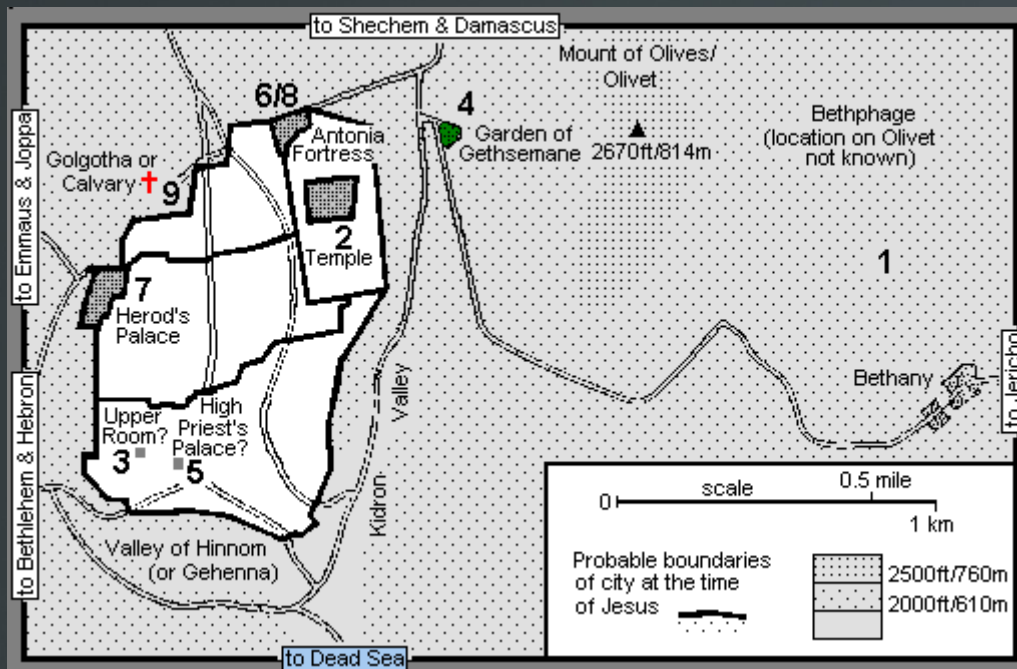 to Shechem & Damascus
Mount of Olives/
Olivet
6/8
4
Antonia
Fortress
Garden of
Gethsemane
2670ft/814m
Bethphage
(location on Olivet
not known)
Golgotha or
Calvary
9
to Emmaus & Joppa
2
Temple
1
7
Herod's
Palace
Valley
Kidron
Bethany
to Jericho
Upper
Room?
3
High
Priest's
Palace?
5
to Bethlehem & Hebron
Valley of Hinnom
(or Gehenna)
to Dead Sea
0
scale
0.5 mile
1 km
Probable boundaries
of city at the time
of Jesus
2500ft/760m
2000ft/610m